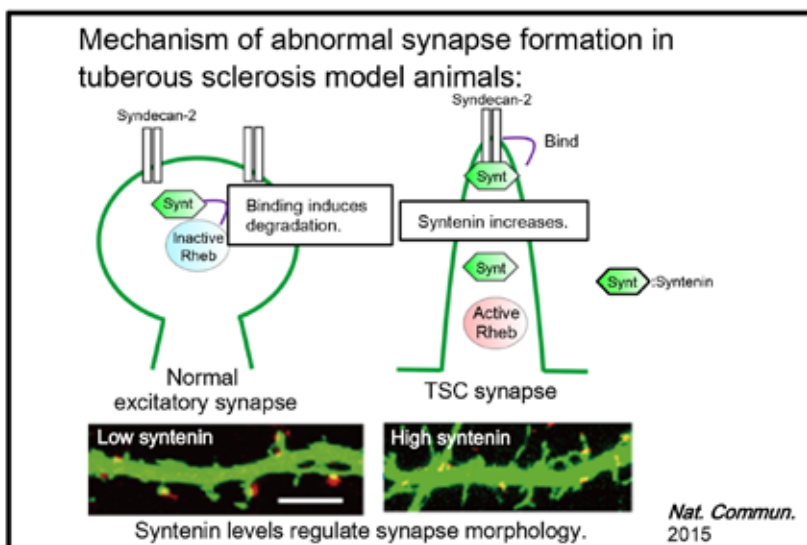 Mechanism of abnormal synapse formation in
tuberous sclerosis model animals:
Syndecan-2
Synt
Inactive
Rheb
Binding induces
degradation.
Normal
excitatory synapse
Syndecan-2
Bind
Synt
Syntenin increases.
Synt
Active
Rheb
TSC synapse
Synt :Syntenin
Low syntenin
High syntenin
Syntenin levels regulate synapse morphology.
Nat. Commun.
2015